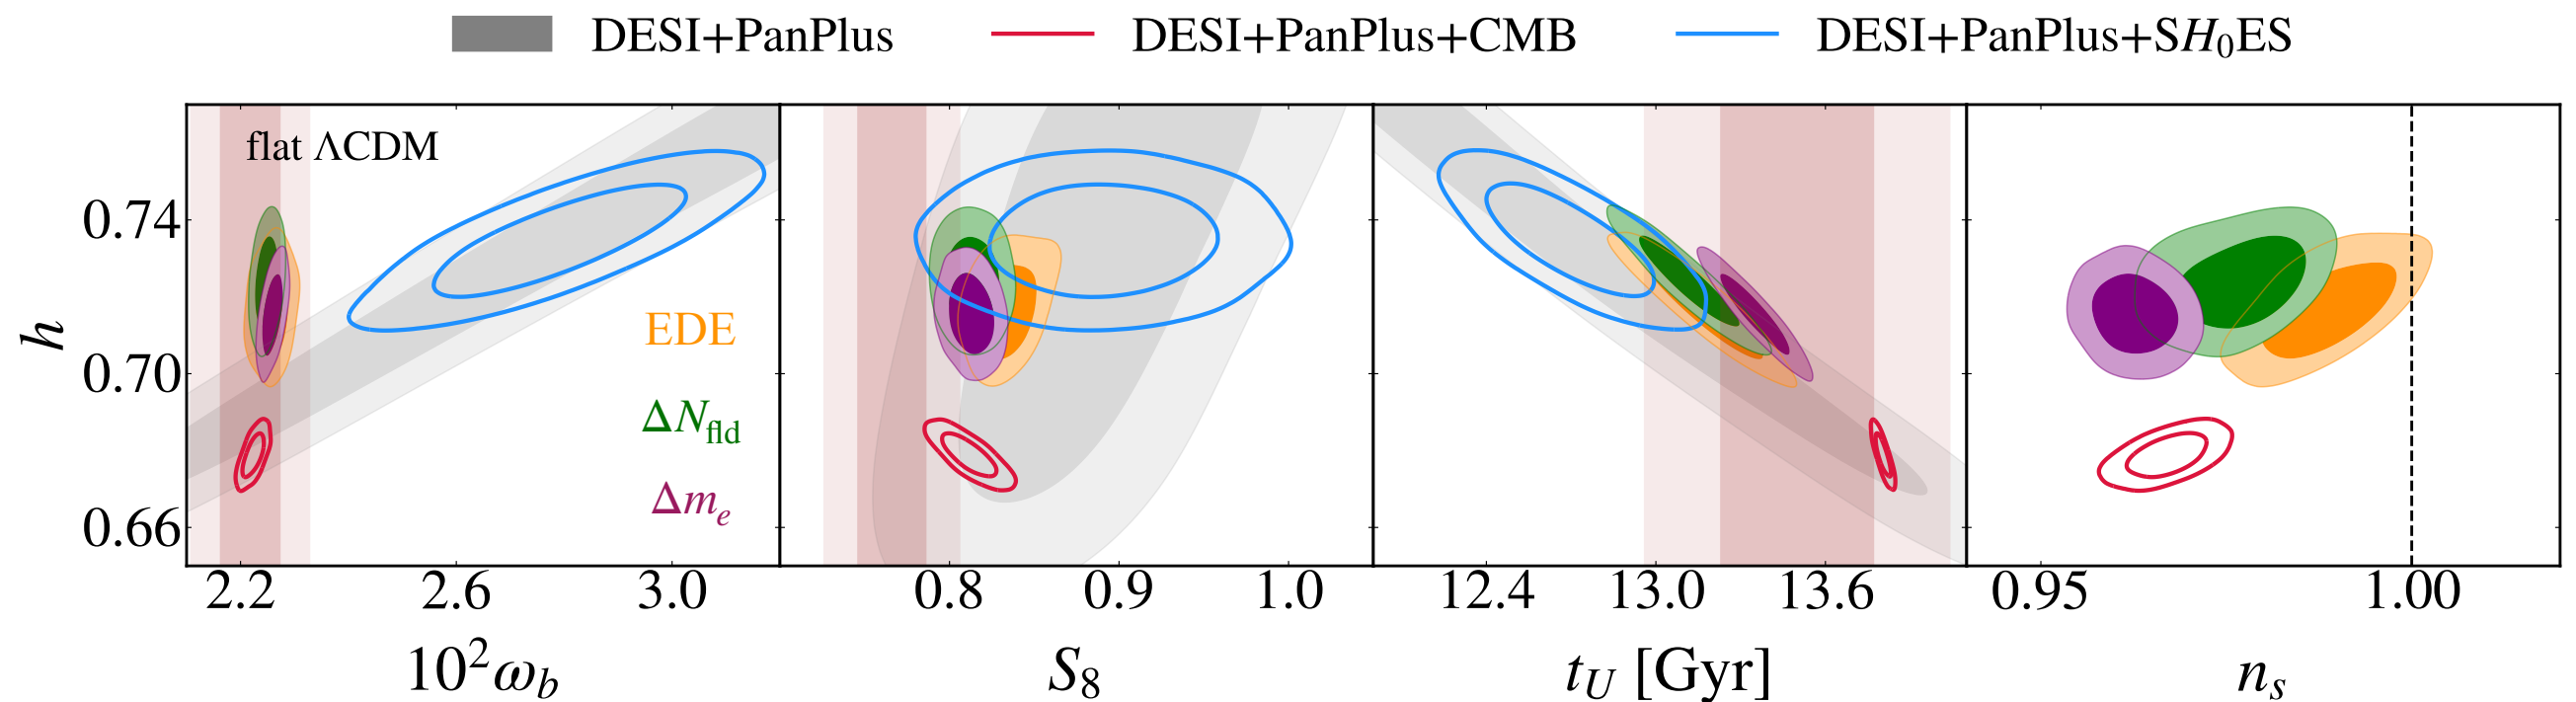 DESI+PanPlus DESI+PanPlus+CMB DESI+PanPlus+SH₀ES
flat ΛCDM
h
0.74
0.70
0.66
EDE
ΔN_fld
Δm_e
2.2 2.6 3.0 0.8 0.9 1.0 12.4 13.0 13.6 0.95 1.00
10²ω_b S₈ t_U [Gyr] n_s